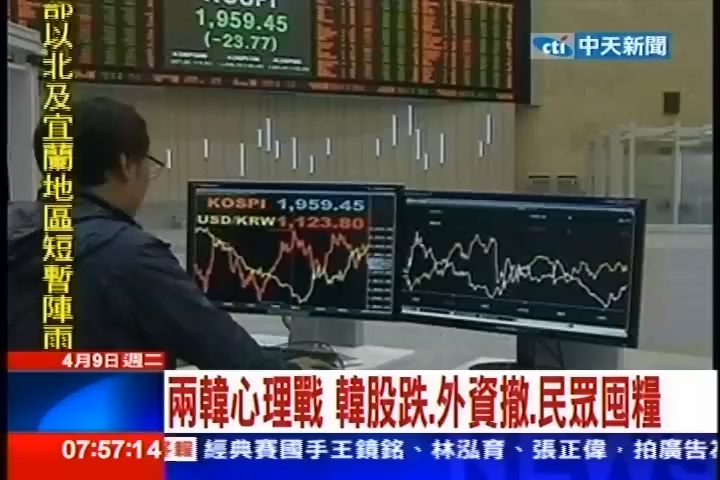 KOSPI
1,959.45
(-23.77)
cti 中天新聞
部以北及宜蘭地區短暫陣雨
KOSPI 1,959.45
USD/KRW 1,123.80
4月9日週二
兩韓心理戰 韓股跌.外資撤.民眾囤糧
07:57:14
經典賽國手王鏡銘、林泓育、張正偉，拍廣告為
NEWS